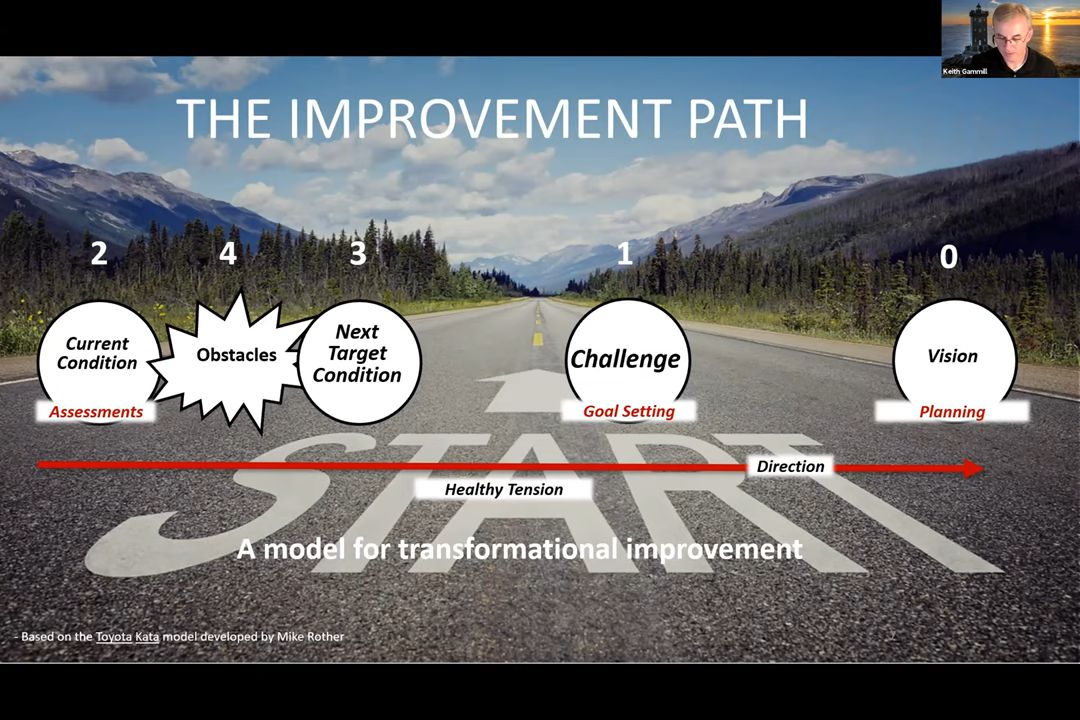 Keith Gammill
THE IMPROVEMENT PATH
2
4
3
1
0
Current
Condition
Assessments
Obstacles
Next
Target
Condition
Challenge
Goal Setting
Vision
Planning
Direction
Healthy Tension
START
A model for transformational improvement
Based on the Toyota Kata model developed by Mike Rother